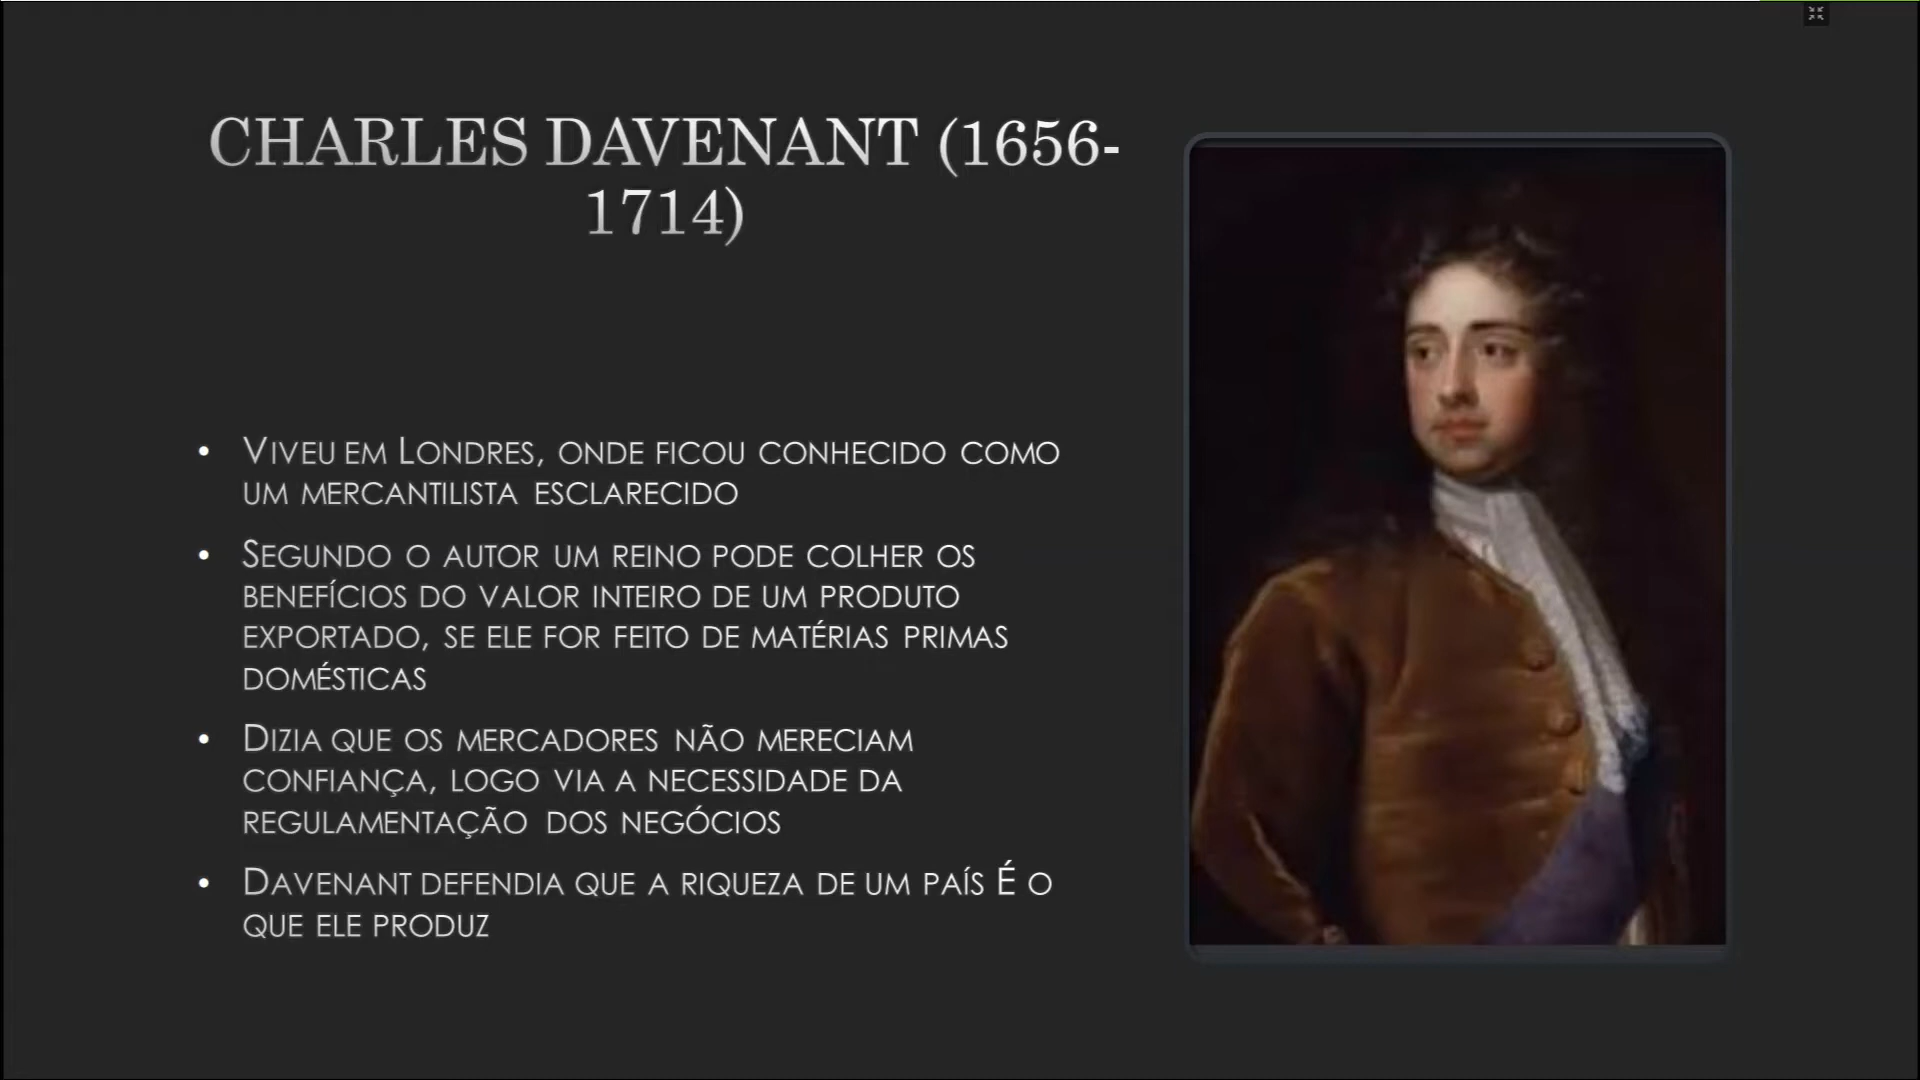 CHARLES DAVENANT (1656-
1714)
• VIVEU EM LONDRES, ONDE FICOU CONHECIDO COMO
UM MERCANTILISTA ESCLARECIDO
• SEGUNDO O AUTOR UM REINO PODE COLHER OS
BENEFÍCIOS DO VALOR INTEIRO DE UM PRODUTO
EXPORTADO, SE ELE FOR FEITO DE MATÉRIAS PRIMAS
DOMÉSTICAS
• DIZIA QUE OS MERCADORES NÃO MERECIAM
CONFIANÇA, LOGO VIA A NECESSIDADE DA
REGULAMENTAÇÃO DOS NEGÓCIOS
• DAVENANT DEFENDIA QUE A RIQUEZA DE UM PAÍS É O
QUE ELE PRODUZ